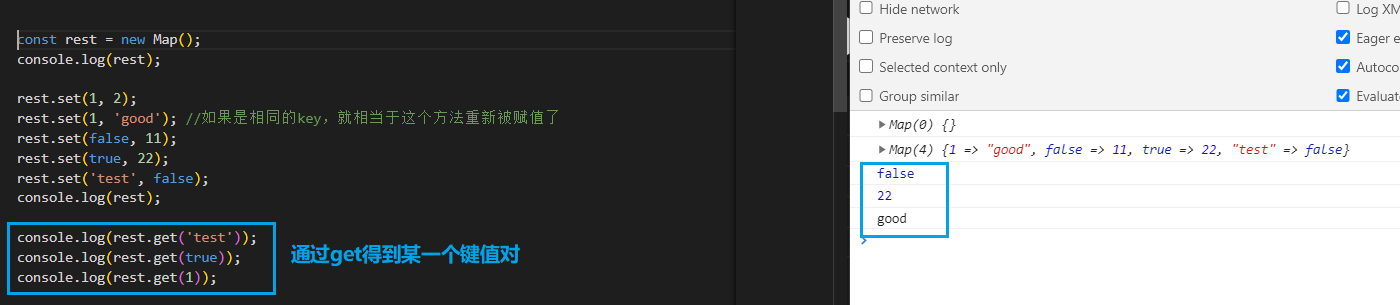 const rest = new Map();
console.log(rest);
rest.set(1, 2);
rest.set(1, 'good'); //如果是相同的key，就相当于这个方法重新被赋值了
rest.set(false, 11);
rest.set(true, 22);
rest.set('test', false);
console.log(rest);
console.log(rest.get('test'));
console.log(rest.get(true));
console.log(rest.get(1));
通过get得到某一个键值对
Hide network
Log XM
Preserve log
Eager e
Selected context only
Autoco
Group similar
Evaluate
Map(0) {}
Map(4) {1 => "good", false => 11, true => 22, "test" => false}
false
22
good